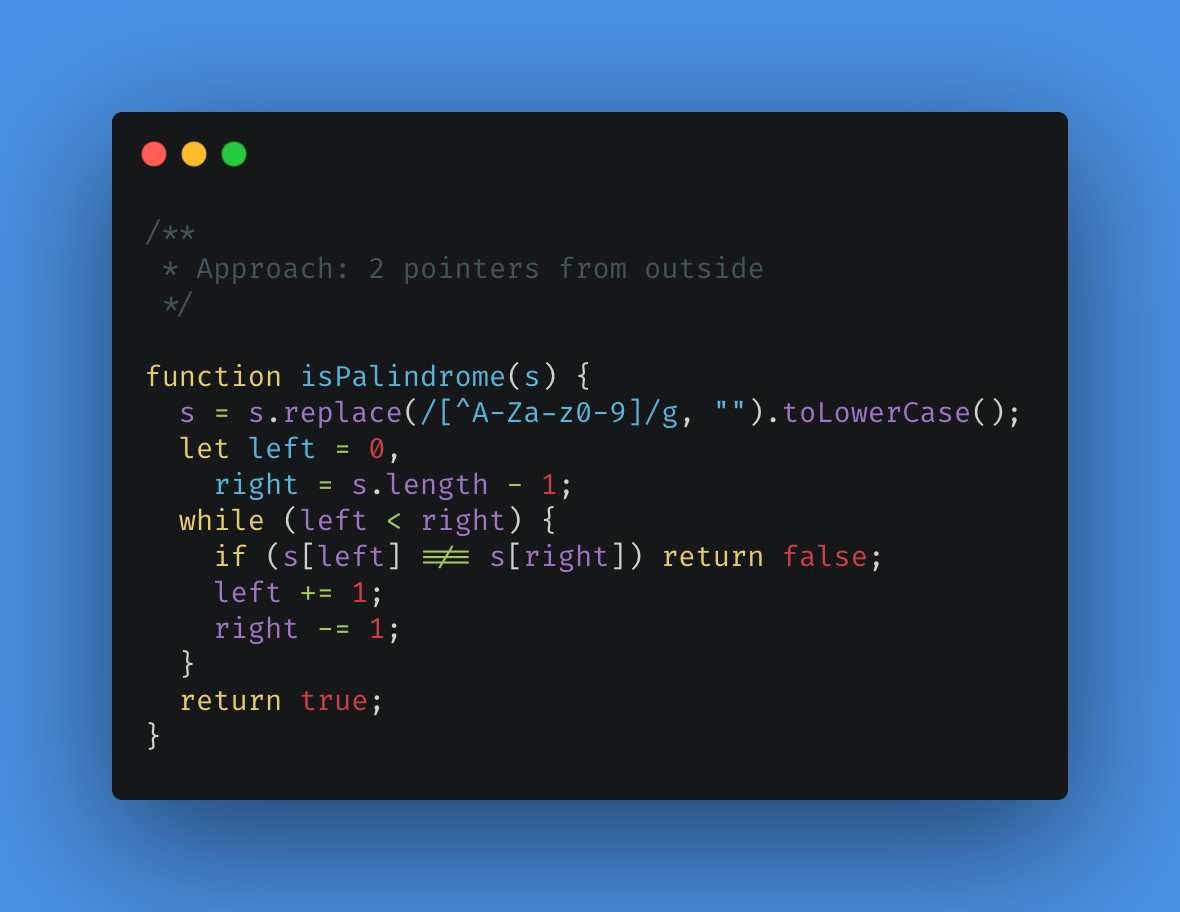 /**
 * Approach: 2 pointers from outside
 */
function isPalindrome(s) {
  s = s.replace(/[^A-Za-z0-9]/g, "").toLowerCase();
  let left = 0,
    right = s.length - 1;
  while (left < right) {
    if (s[left] !== s[right]) return false;
    left += 1;
    right -= 1;
  }
  return true;
}